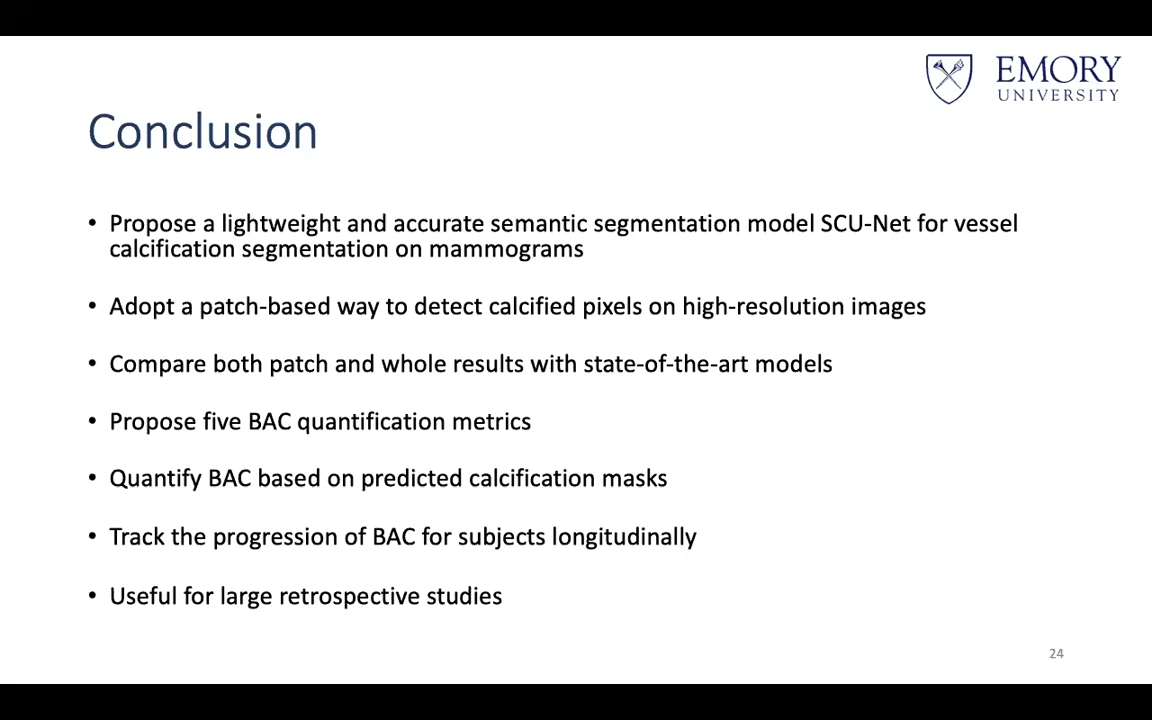 EMORY
UNIVERSITY
Conclusion
• Propose a lightweight and accurate semantic segmentation model SCU-Net for vessel
calcification segmentation on mammograms
• Adopt a patch-based way to detect calcified pixels on high-resolution images
• Compare both patch and whole results with state-of-the-art models
• Propose five BAC quantification metrics
• Quantify BAC based on predicted calcification masks
• Track the progression of BAC for subjects longitudinally
• Useful for large retrospective studies
24